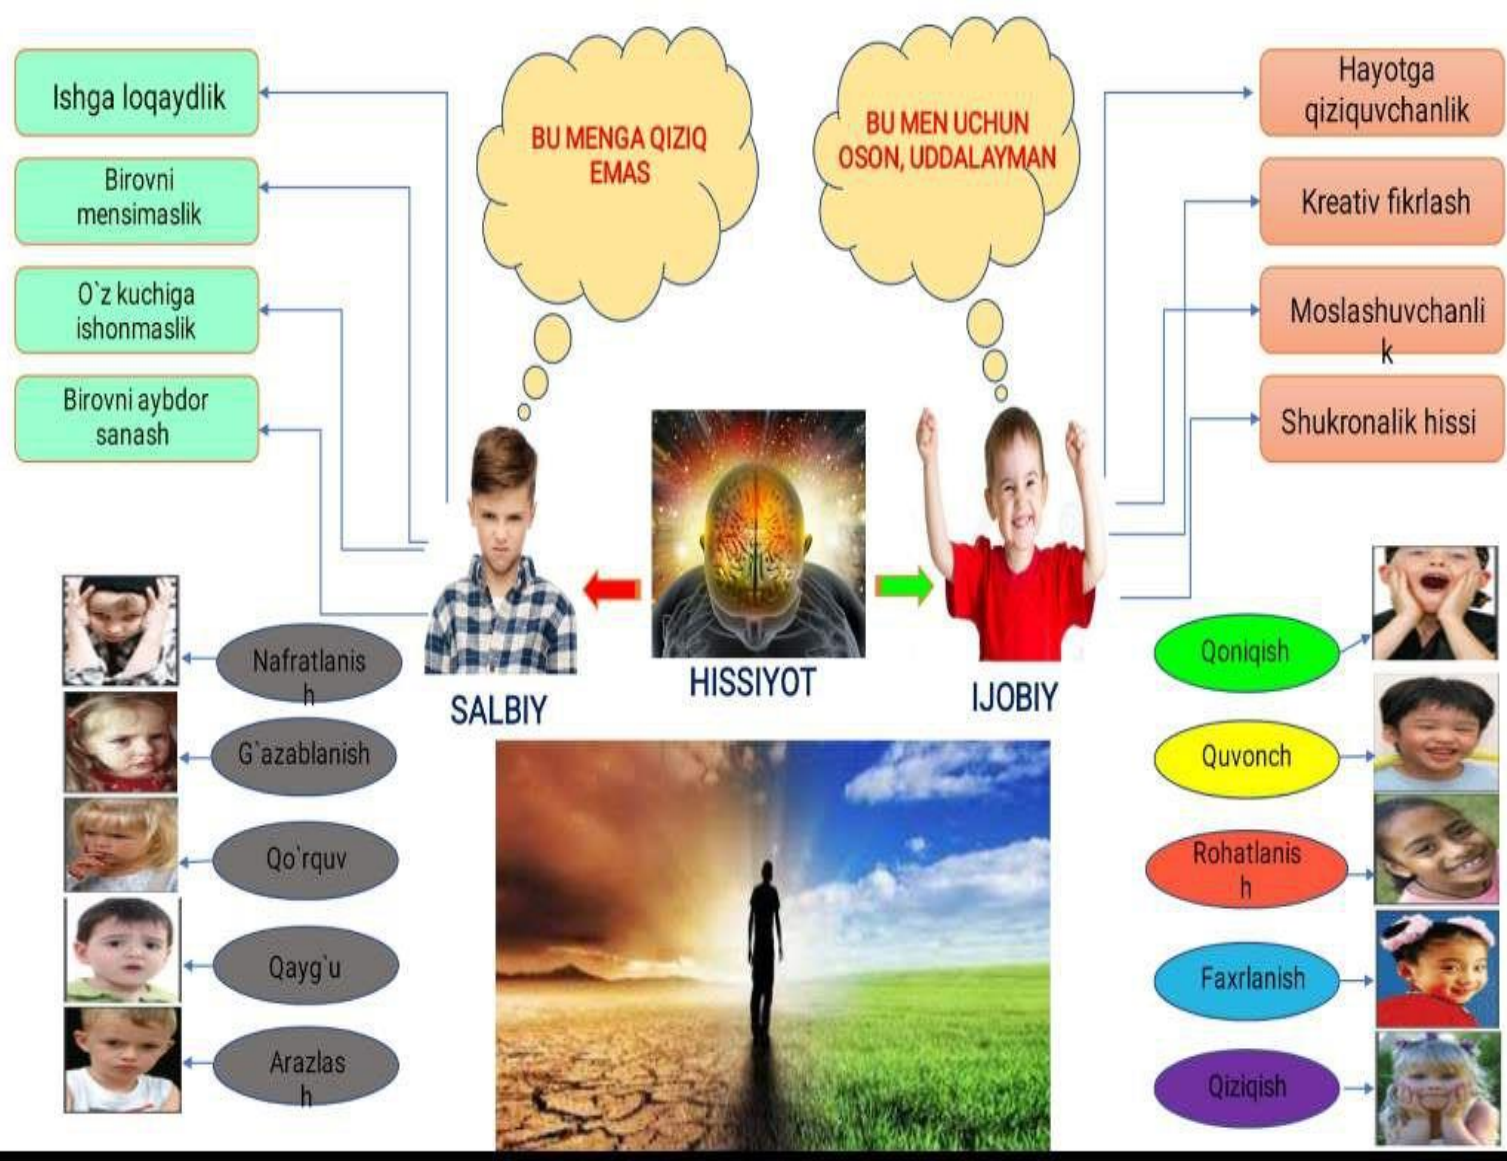 Ishga loqaydlik
Birovni
mensimaslik
O`z kuchiga
ishonmaslik
Birovni aybdor
sanash
BU MENGA QIZIQ
EMAS
BU MEN UCHUN
OSON, UDDALAYMAN
Hayotga
qiziquvchanlik
Kreativ fikrlash
Moslashuvchanli
k
Shukronalik hissi
SALBIY
HISSIYOT
IJOBIY
Nafratlanis
h
G`azablanish
Qo`rquv
Qayg`u
Arazlas
h
Qoniqish
Quvonch
Rohatlanis
h
Faxrlanish
Qiziqish